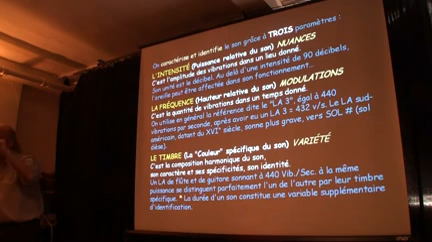 On caractérise et identifie le son grâce à TROIS paramètres :
L'INTENSITÉ (Puissance relative du son) NUANCES
C'est l'amplitude des vibrations dans un lieu donné.
Son unité est le décibel. Au delà d'une intensité de 90 décibels,
l'oreille peut être affectée dans son fonctionnement...
LA FRÉQUENCE (Hauteur relative du son) MODULATIONS
C'est la quantité de vibrations dans un temps donné.
On utilise en général la référence dite le "LA 3", égal à 440
vibrations par seconde, après avoir eu un LA 3 = 432 v/s. Le LA sud-
américain, datant du XVI° siècle, sonne plus grave, vers SOL # (sol
dièse).
LE TIMBRE (La "Couleur" spécifique du son) VARIÉTÉ
C'est la composition harmonique du son,
son caractère et ses spécificités, son identité.
Un LA de flûte et de guitare sonnant à 440 Vib./Sec. à la même
puissance se distinguent parfaitement l'un de l'autre par leur timbre
spécifique. * La durée d'un son constitue une variable supplémentaire
d'identification.